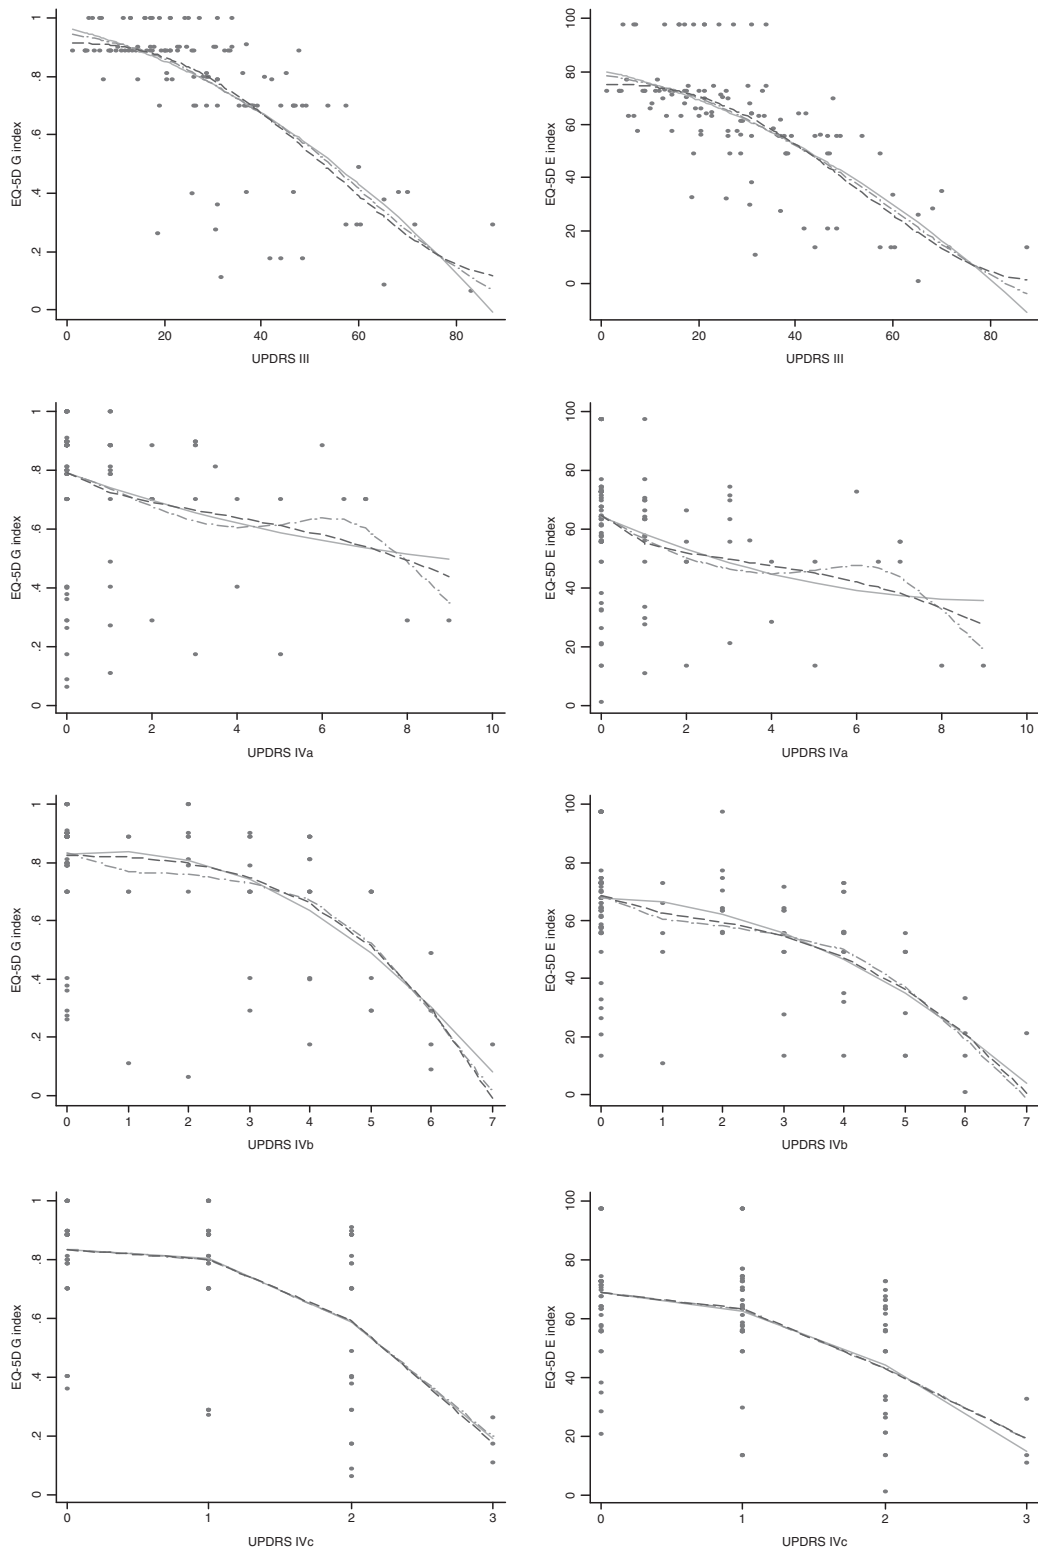 1
.8
.6
.4
.2
0
EQ-5D G index
0 20 40 60 80
UPDRS III
100
80
60
40
20
0
EQ-5D E index
0 20 40 60 80
UPDRS III
1
.8
.6
.4
.2
0
EQ-5D G index
0 2 4 6 8 10
UPDRS IVa
100
80
60
40
20
0
EQ-5D E index
0 2 4 6 8 10
UPDRS IVa
1
.8
.6
.4
.2
0
EQ-5D G index
0 1 2 3 4 5 6 7
UPDRS IVb
100
80
60
40
20
0
EQ-5D E index
0 1 2 3 4 5 6 7
UPDRS IVb
1
.8
.6
.4
.2
0
EQ-5D G index
0 1 2 3
UPDRS IVc
100
80
60
40
20
0
EQ-5D E index
0 1 2 3
UPDRS IVc